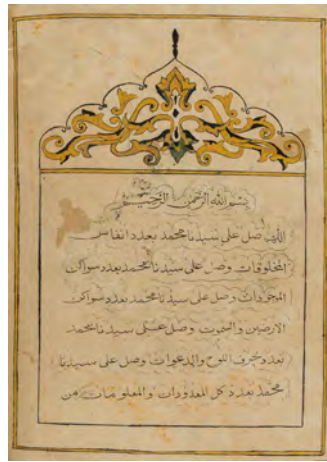 بسم الله الرحمن الرحيم
اللهم صل على سيدنا محمد بعدد انفاس
المخلوقات وصل على سيدنا محمد بعدد سواكن
الموجودات وصل على سيدنا محمد بعدد سواكن
الارضين والسموت وصل على سيدنا محمد
بعدد حروف اللوح والدعوات وصل على سيدنا
محمد بعدد كل المعدودات والمعلومات من